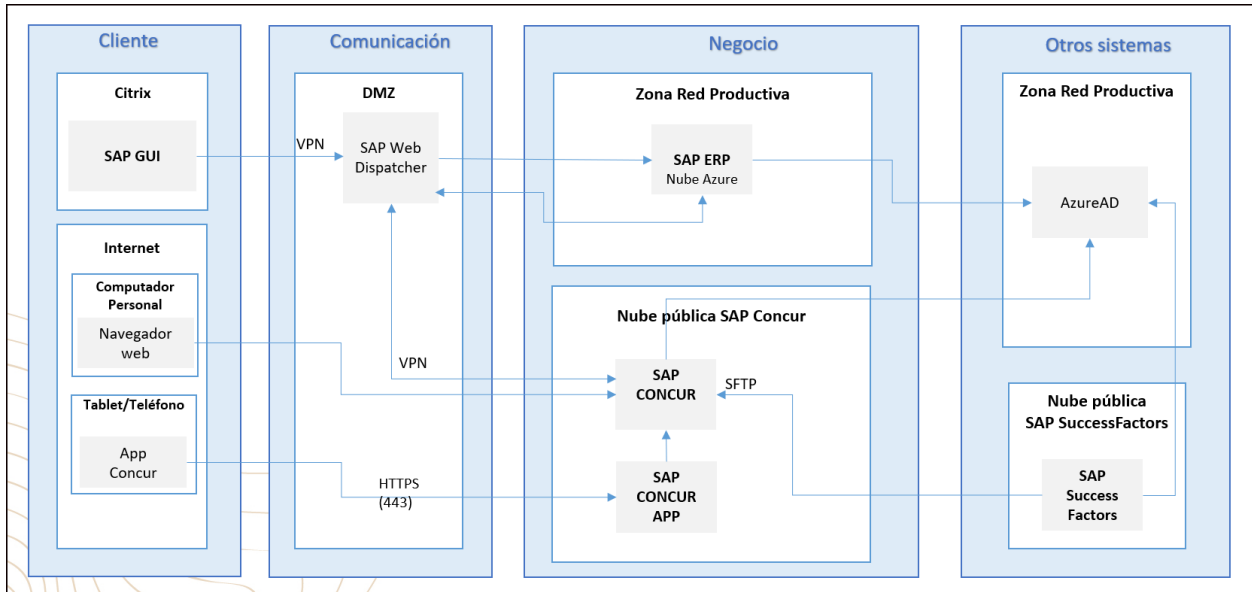 Cliente
Citrix
SAP GUI
Internet
Computador
Personal
Navegador
web
Tablet/Teléfono
App
Concur
Comunicación
DMZ
VPN
SAP Web
Dispatcher
VPN
HTTPS
(443)
Negocio
Zona Red Productiva
SAP ERP
Nube Azure
Nube pública SAP Concur
SAP
CONCUR
SFTP
SAP
CONCUR
APP
Otros sistemas
Zona Red Productiva
AzureAD
Nube pública
SAP SuccessFactors
SAP
Success
Factors